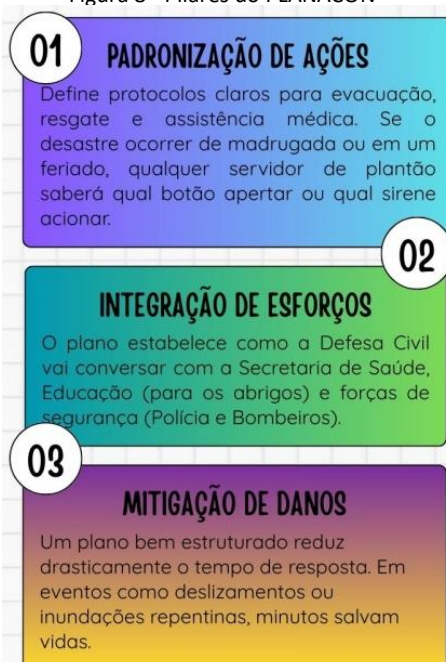 01
PADRONIZAÇÃO DE AÇÕES
Define protocolos claros para evacuação,
resgate e assistência médica. Se o
desastre ocorrer de madrugada ou em um
feriado, qualquer servidor de plantão
saberá qual botão apertar ou qual sirene
acionar.
02
INTEGRAÇÃO DE ESFORÇOS
O plano estabelece como a Defesa Civil
vai conversar com a Secretaria de Saúde,
Educação (para os abrigos) e forças de
segurança (Polícia e Bombeiros).
03
MITIGAÇÃO DE DANOS
Um plano bem estruturado reduz
drasticamente o tempo de resposta. Em
eventos como deslizamentos ou
inundações repentinas, minutos salvam
vidas.